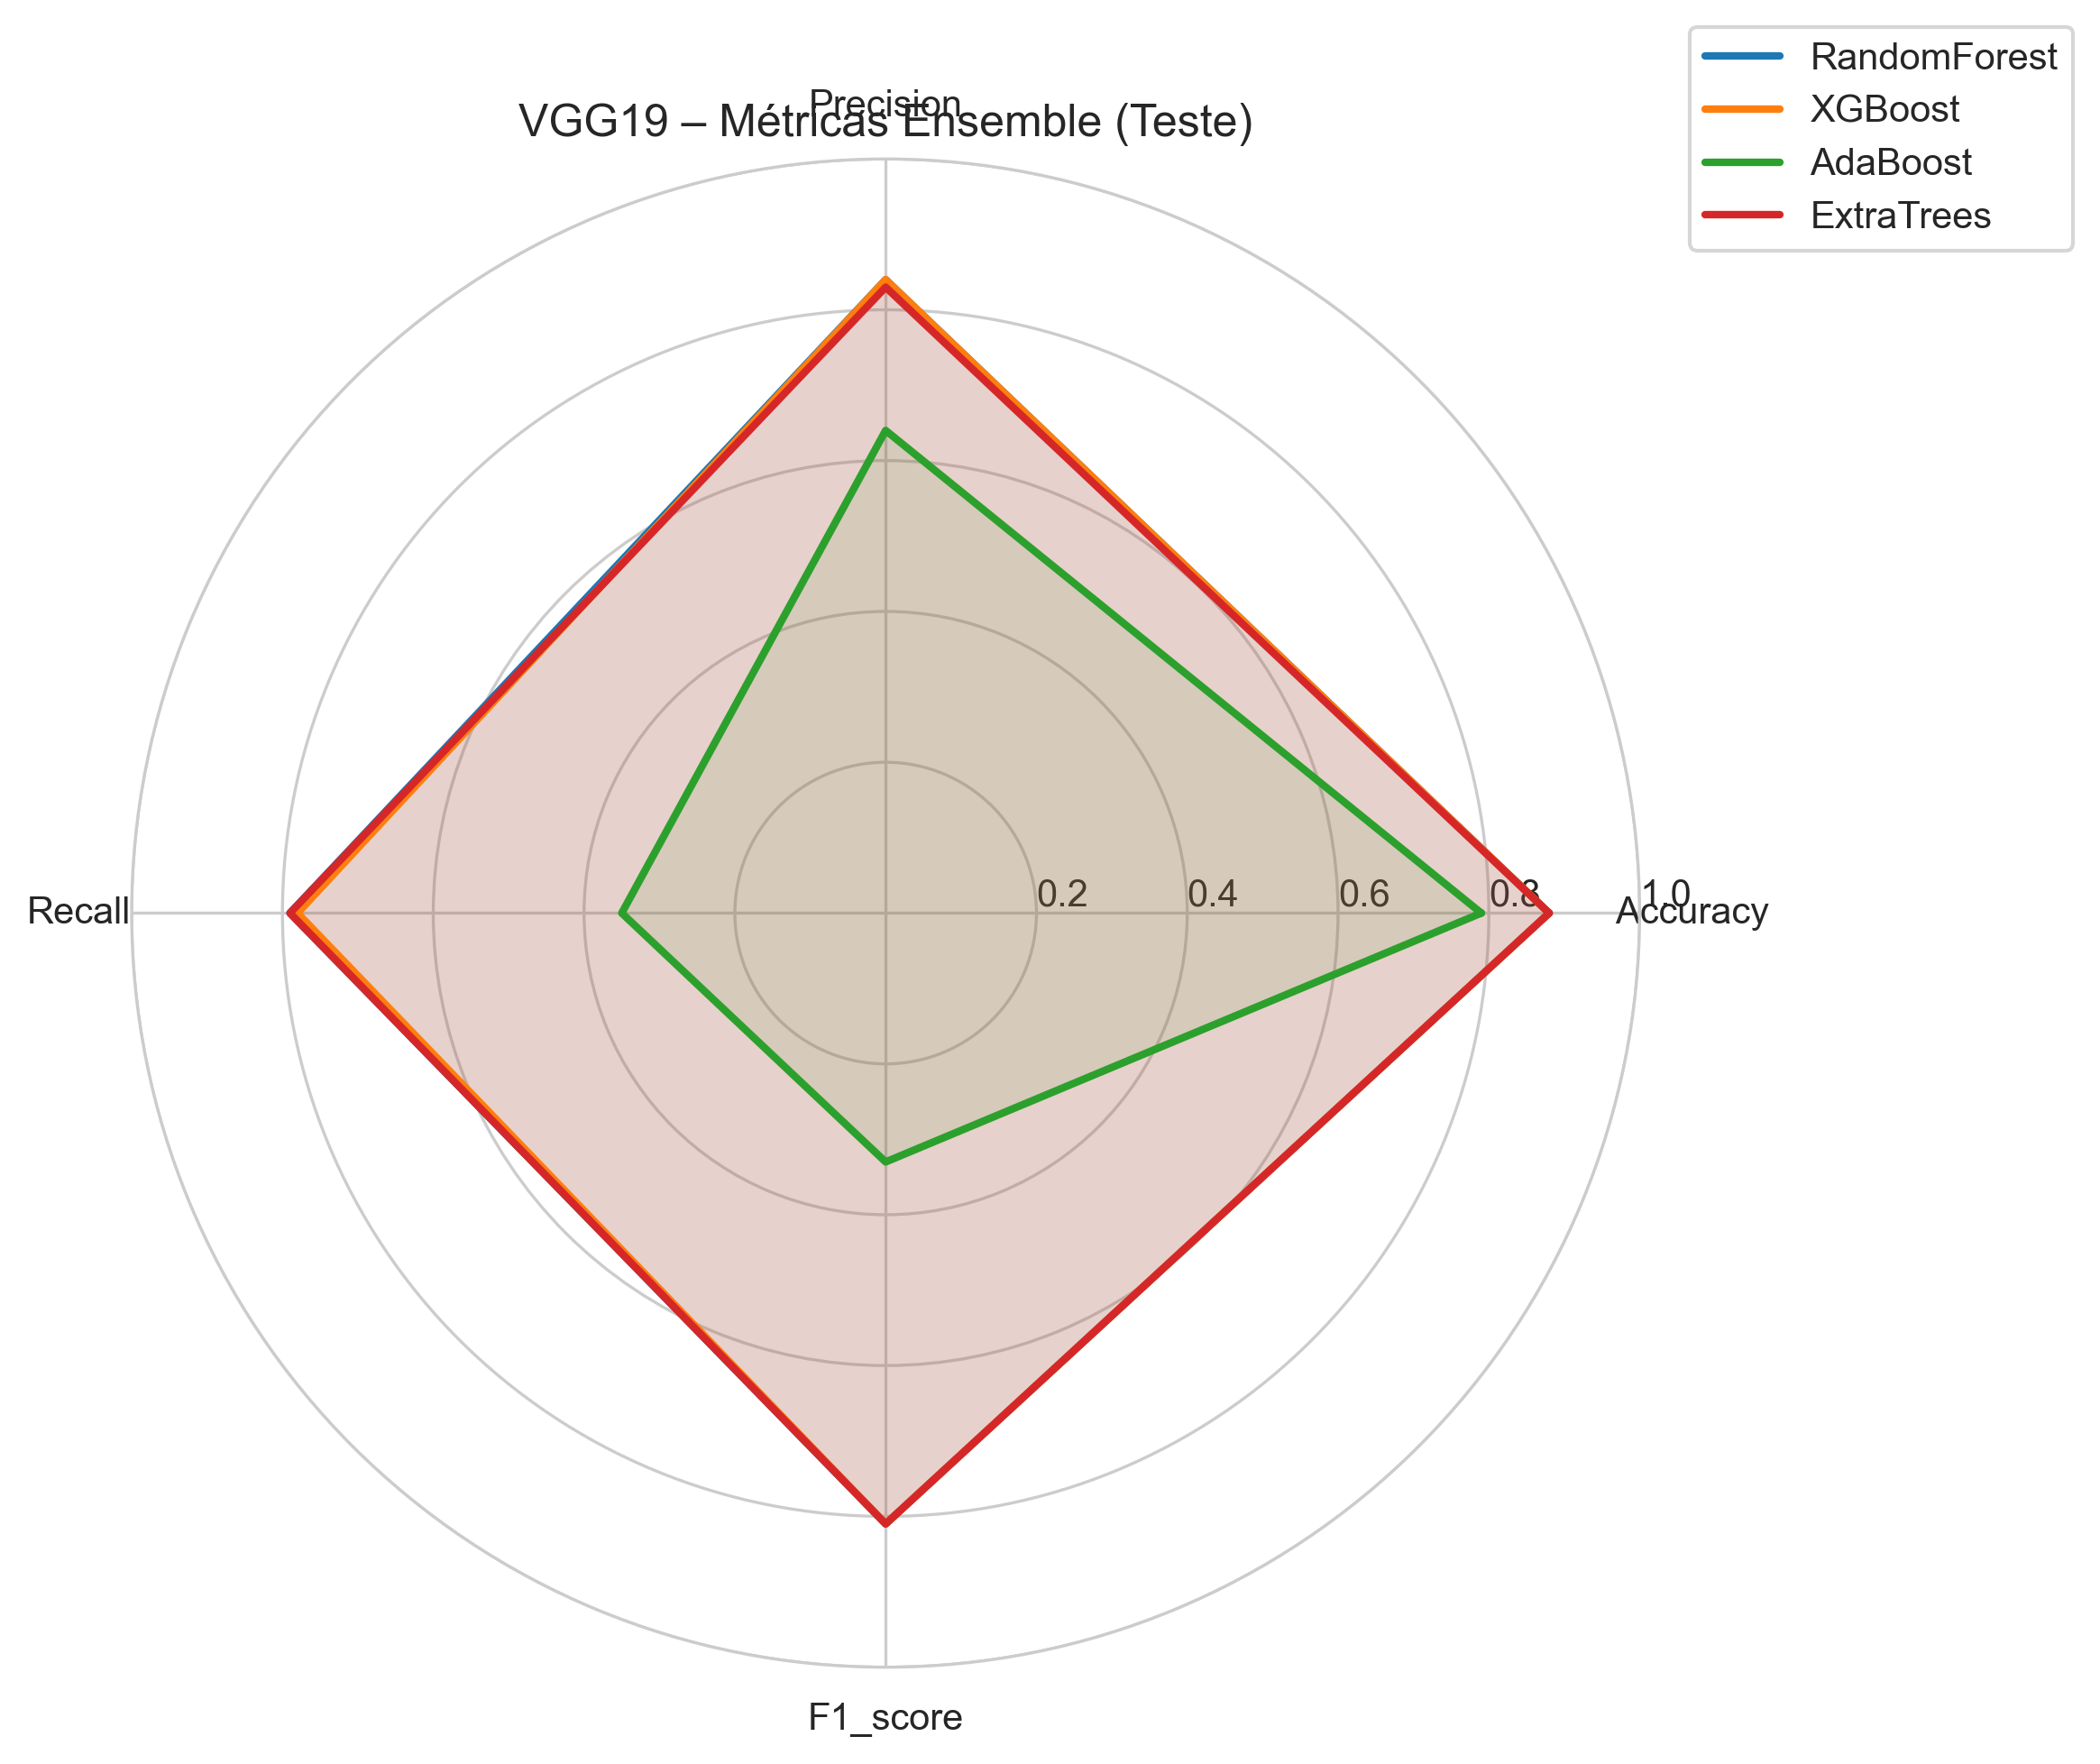 RandomForest
XGBoost
AdaBoost
ExtraTrees
Precision
VGG19 – Métricas Ensemble (Teste)
0.2
0.4
0.6
0.8
1.0
Recall
Accuracy
F1_score